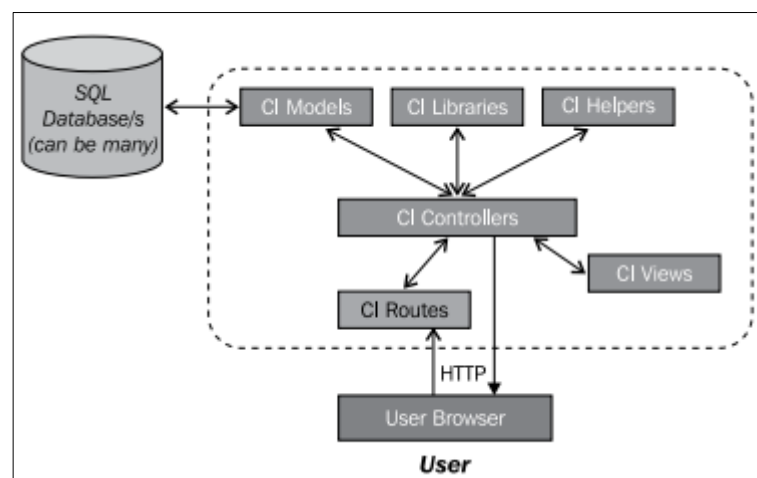 SQL
Database/s
(can be many)
CI Models
CI Libraries
CI Helpers
CI Controllers
CI Views
CI Routes
HTTP
User Browser
User